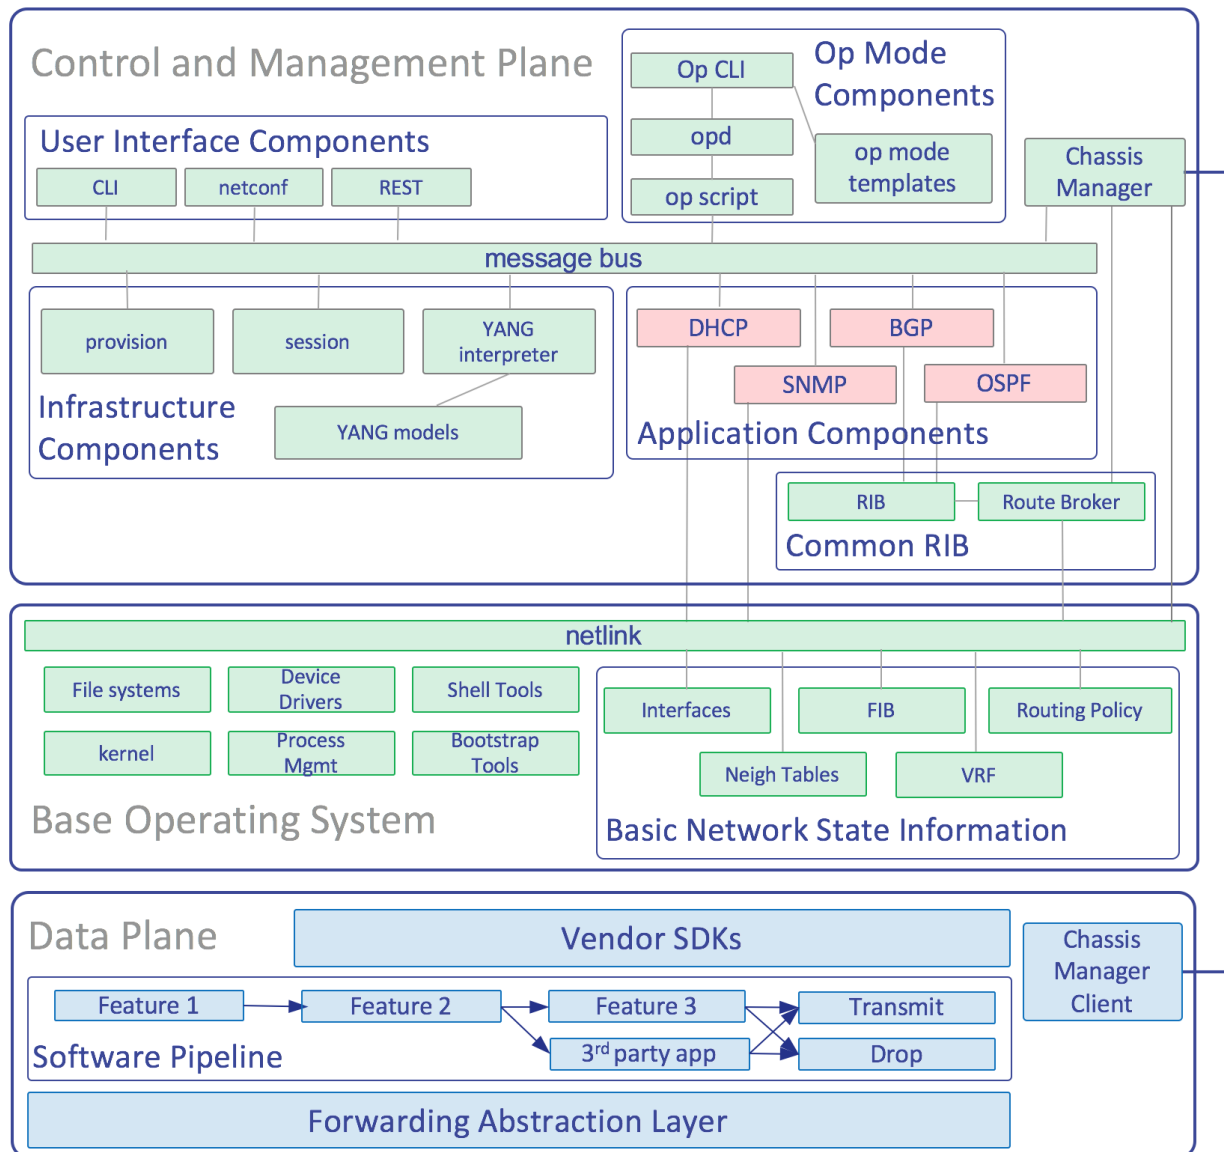 Control and Management Plane
Op CLI
Op Mode
Components
opd
op mode
templates
op script
Chassis
Manager
User Interface Components
CLI
netconf
REST
message bus
provision
session
YANG
interpreter
YANG models
Infrastructure
Components
DHCP
BGP
SNMP
OSPF
Application Components
RIB
Route Broker
Common RIB
netlink
File systems
Device
Drivers
Shell Tools
kernel
Process
Mgmt
Bootstrap
Tools
Base Operating System
Interfaces
FIB
Routing Policy
Neigh Tables
VRF
Basic Network State Information
Data Plane
Vendor SDKs
Chassis
Manager
Client
Feature 1
Feature 2
Feature 3
Transmit
3rd party app
Drop
Software Pipeline
Forwarding Abstraction Layer